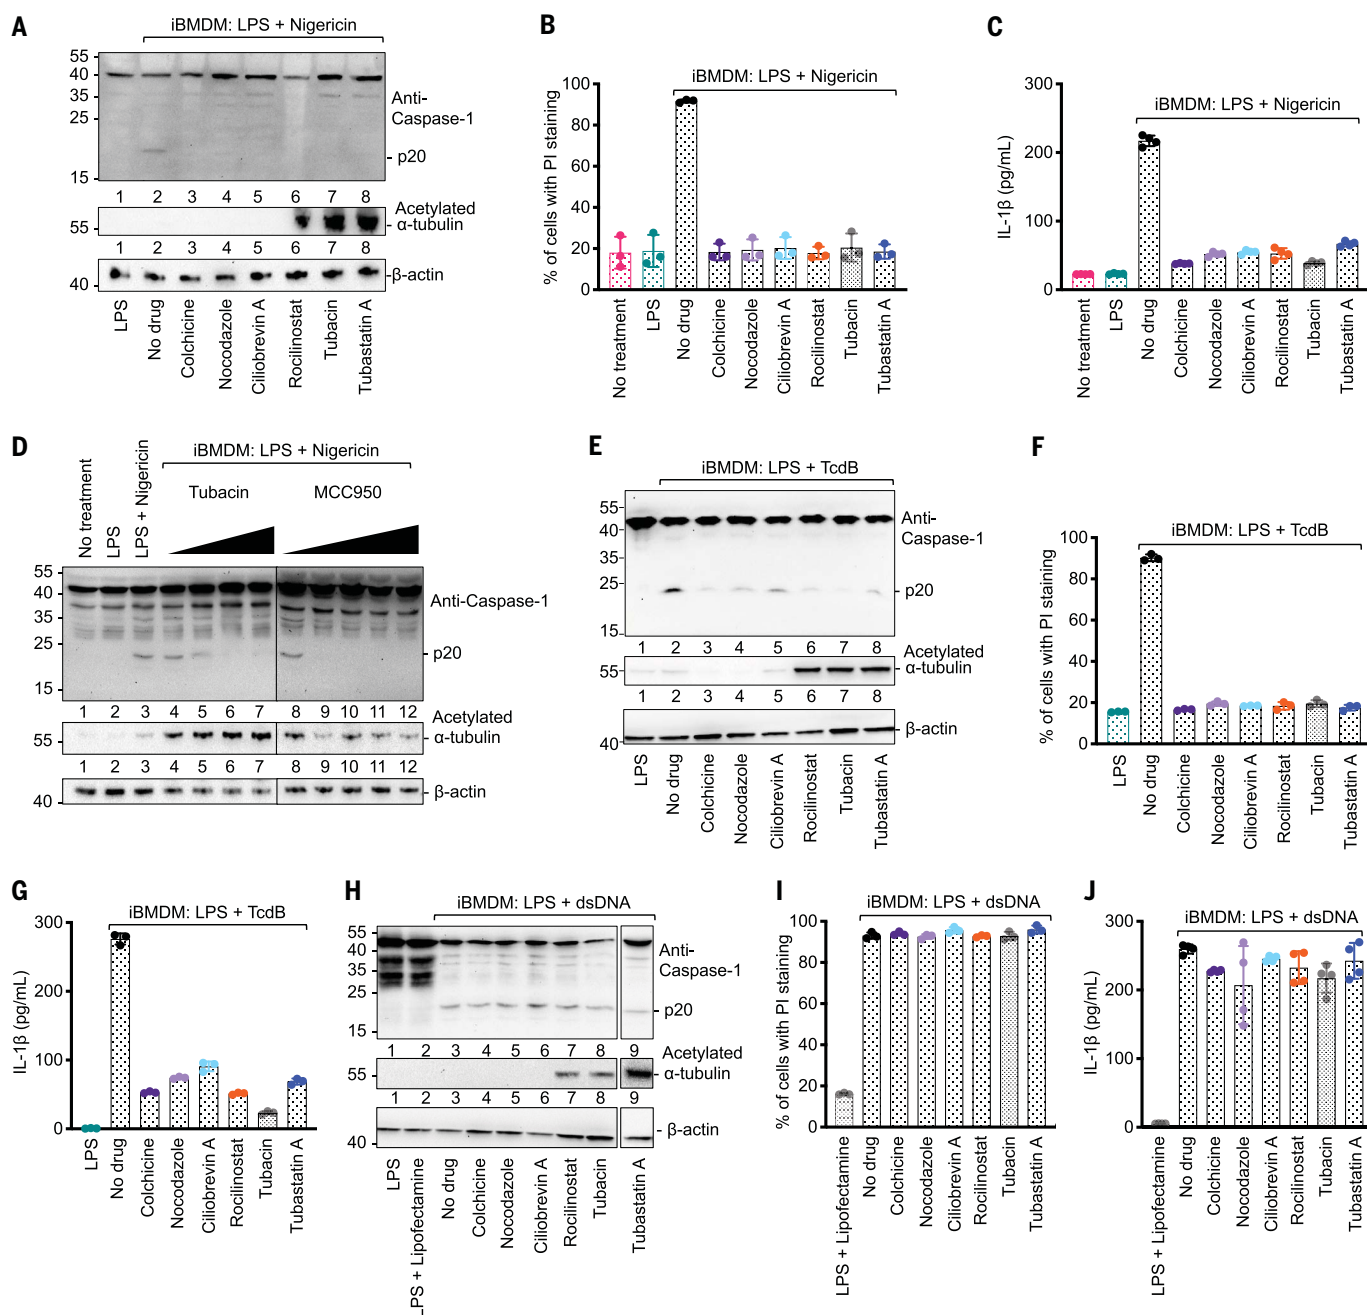 A
iBMDM: LPS + Nigericin
55
40
35
25
15
Anti-
Caspase-1
p20
1 2 3 4 5 6 7 8
55
Acetylated
α-tubulin
1 2 3 4 5 6 7 8
40
β-actin
LPS
No drug
Colchicine
Nocodazole
Ciliobrevin A
Rocilinostat
Tubacin
Tubastatin A
B
iBMDM: LPS + Nigericin
% of cells with PI staining
100
80
60
40
20
0
No treatment
LPS
No drug
Colchicine
Nocodazole
Ciliobrevin A
Rocilinostat
Tubacin
Tubastatin A
C
iBMDM: LPS + Nigericin
IL-1β (pg/mL)
300
200
100
0
No treatment
LPS
No drug
Colchicine
Nocodazole
Ciliobrevin A
Rocilinostat
Tubacin
Tubastatin A
D
iBMDM: LPS + Nigericin
No treatment
LPS
LPS + Nigericin
Tubacin
MCC950
55
40
35
25
15
Anti-Caspase-1
p20
1 2 3 4 5 6 7 8 9 10 11 12
55
Acetylated
α-tubulin
1 2 3 4 5 6 7 8 9 10 11 12
40
β-actin
E
iBMDM: LPS + TcdB
55
40
35
25
15
Anti-
Caspase-1
p20
1 2 3 4 5 6 7 8
55
Acetylated
α-tubulin
1 2 3 4 5 6 7 8
40
β-actin
LPS
No drug
Colchicine
Nocodazole
Ciliobrevin A
Rocilinostat
Tubacin
Tubastatin A
F
iBMDM: LPS + TcdB
% of cells with PI staining
100
80
60
40
20
0
LPS
No drug
Colchicine
Nocodazole
Ciliobrevin A
Rocilinostat
Tubacin
Tubastatin A
G
iBMDM: LPS + TcdB
IL-1β (pg/mL)
300
200
100
0
LPS
No drug
Colchicine
Nocodazole
Ciliobrevin A
Rocilinostat
Tubacin
Tubastatin A
H
iBMDM: LPS + dsDNA
55
40
35
25
15
Anti-
Caspase-1
p20
1 2 3 4 5 6 7 8 9
55
Acetylated
α-tubulin
1 2 3 4 5 6 7 8 9
40
β-actin
LPS
LPS + Lipofectamine
No drug
Colchicine
Nocodazole
Ciliobrevin A
Rocilinostat
Tubacin
Tubastatin A
I
iBMDM: LPS + dsDNA
% of cells with PI staining
100
80
60
40
20
0
LPS + Lipofectamine
No drug
Colchicine
Nocodazole
Ciliobrevin A
Rocilinostat
Tubacin
Tubastatin A
J
iBMDM: LPS + dsDNA
IL-1β (pg/mL)
300
200
100
0
LPS + Lipofectamine
No drug
Colchicine
Nocodazole
Ciliobrevin A
Rocilinostat
Tubacin
Tubastatin A